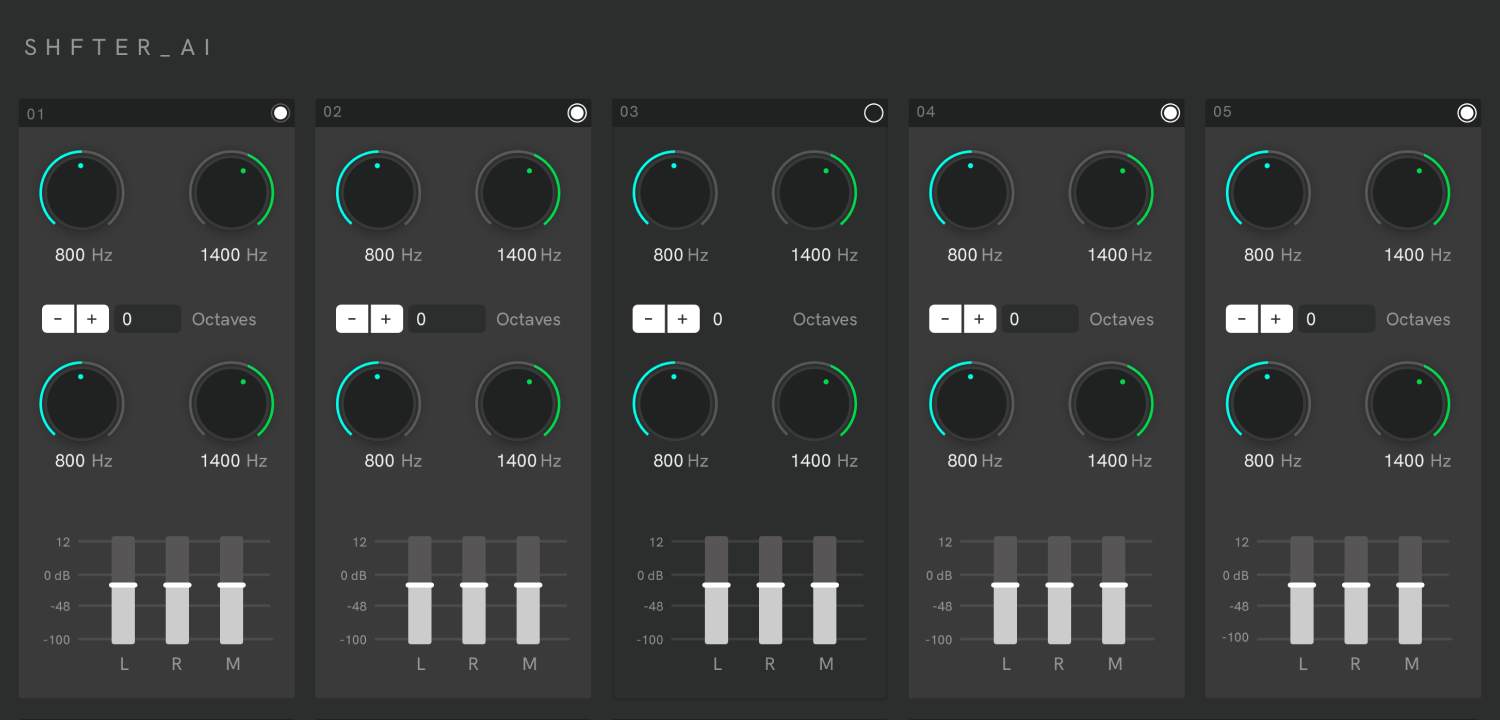 SHFTER_AI
01 02 03 04 05
800 Hz 1400 Hz 800 Hz 1400 Hz 800 Hz 1400 Hz 800 Hz 1400 Hz 800 Hz 1400 Hz
- + 0 Octaves - + 0 Octaves - + 0 Octaves - + 0 Octaves - + 0 Octaves
800 Hz 1400 Hz 800 Hz 1400 Hz 800 Hz 1400 Hz 800 Hz 1400 Hz 800 Hz 1400 Hz
12 12 12 12 12
0 dB 0 dB 0 dB 0 dB 0 dB
-48 -48 -48 -48 -48
-100 -100 -100 -100 -100
L R M L R M L R M L R M L R M